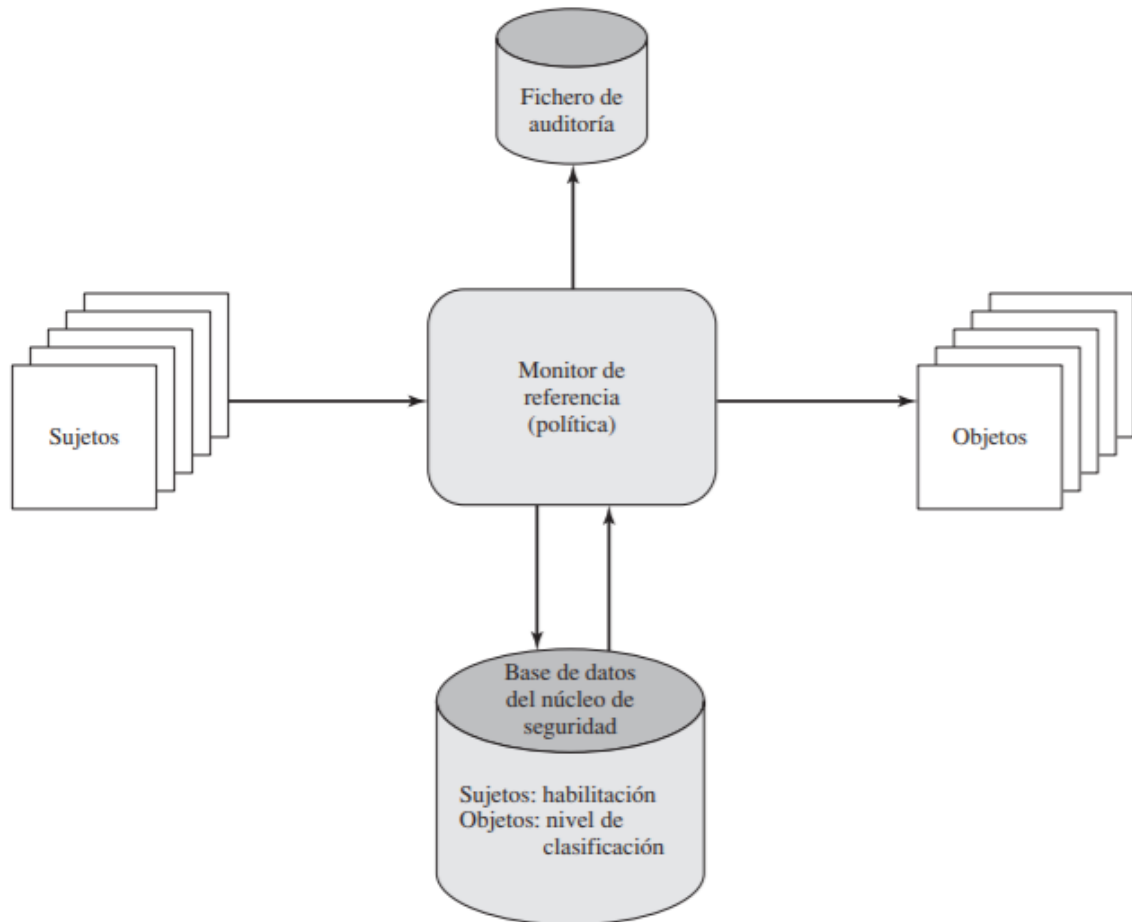 Fichero de
auditoría
Monitor de
referencia
(política)
Sujetos
Objetos
Base de datos
del núcleo de
seguridad
Sujetos: habilitación
Objetos: nivel de
clasificación